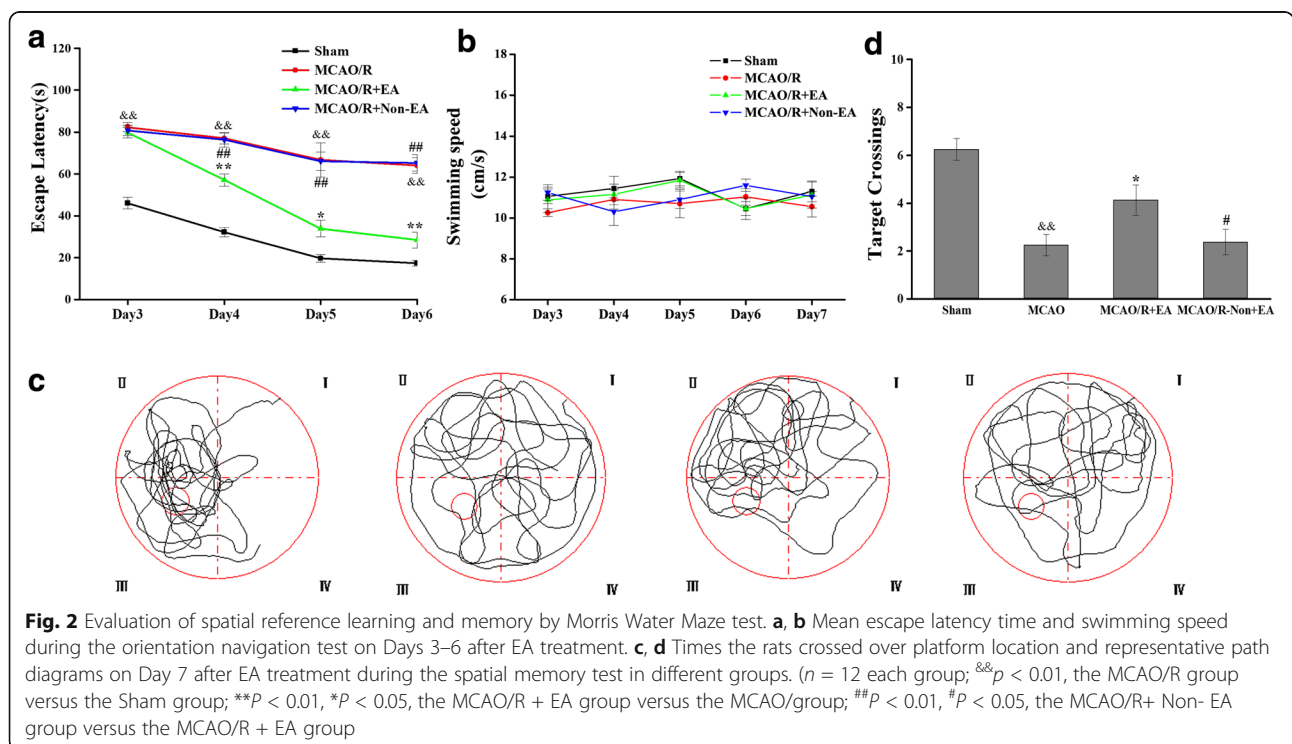 a
120
100
80
60
40
20
0
Escape Latency(s)
Sham
MCAO/R
MCAO/R+EA
MCAO/R+Non-EA
&&
&&
##
**
&&
*
##
##
&&
**
Day3 Day4 Day5 Day6
b
18
16
14
12
10
8
6
Swimming speed
(cm/s)
Sham
MCAO/R
MCAO/R+EA
MCAO/R+Non-EA
Day3 Day4 Day5 Day6 Day7
d
10
8
6
4
2
0
Target Crossings
&&
*
#
Sham MCAO MCAO/R+EA MCAO/R-Non+EA
c
II I II I II I II I
III IV III IV III IV III IV
Fig. 2 Evaluation of spatial reference learning and memory by Morris Water Maze test. a, b Mean escape latency time and swimming speed
during the orientation navigation test on Days 3–6 after EA treatment. c, d Times the rats crossed over platform location and representative path
diagrams on Day 7 after EA treatment during the spatial memory test in different groups. (n = 12 each group; &&p < 0.01, the MCAO/R group
versus the Sham group; **P < 0.01, *P < 0.05, the MCAO/R + EA group versus the MCAO/group; ##P < 0.01, #P < 0.05, the MCAO/R+ Non- EA
group versus the MCAO/R + EA group